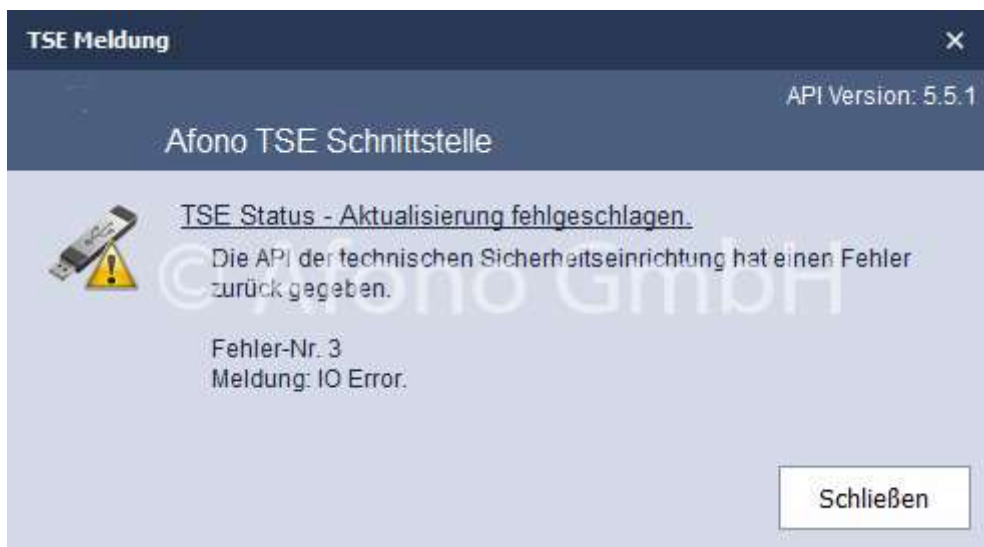 TSE Meldung
API Version: 5.5.1
Afono TSE Schnittstelle
TSE Status - Aktualisierung fehlgeschlagen.
Die API der technischen Sicherheitseinrichtung hat einen Fehler
zurück gegeben.
© Afono GmbH
Fehler-Nr. 3
Meldung: IO Error.
Schließen